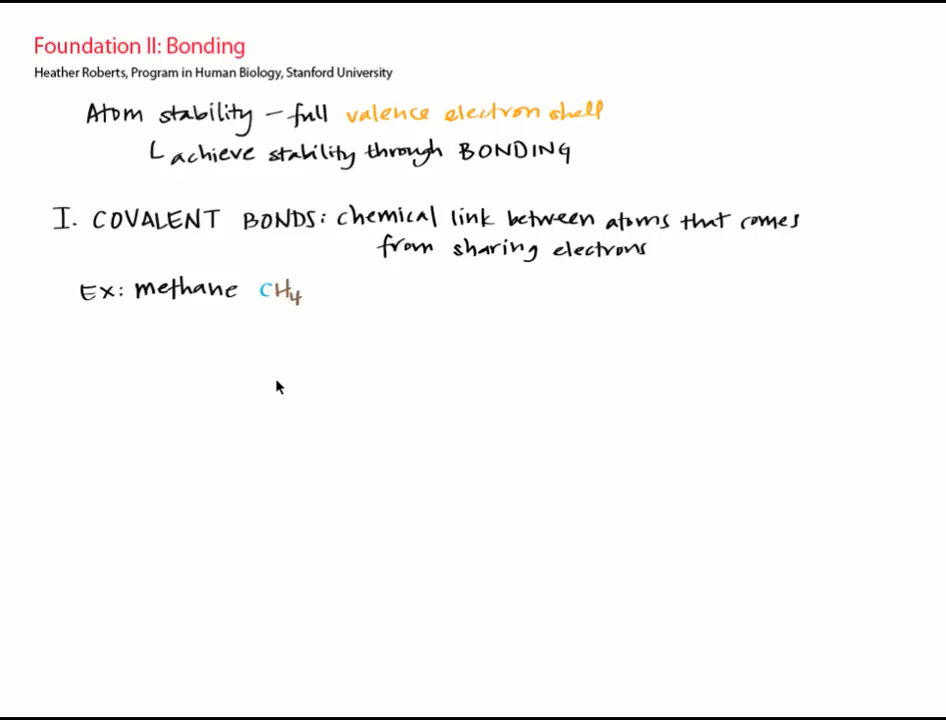 Foundation II: Bonding
Heather Roberts, Program in Human Biology, Stanford University
Atom stability – full valence electron shell
achieve stability through BONDING
I. COVALENT BONDS: chemical link between atoms that comes
from sharing electrons
EX: methane CH4